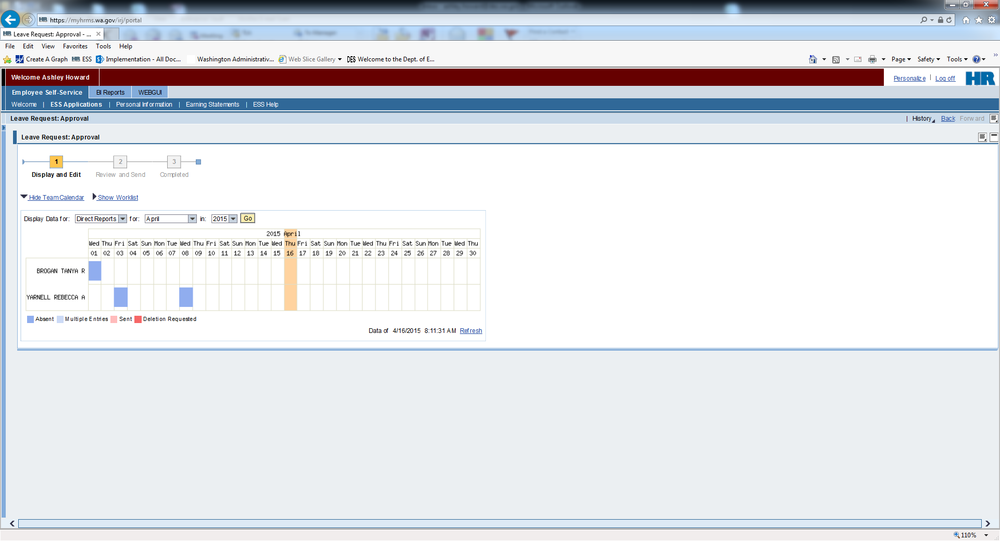 https://myhrms.wa.gov/irj/portal
HR Leave Request: Approval - ...
File Edit View Favorites Tools Help
Create A Graph HR ESS Implementation - All Doc... Washington Administrativ... Web Slice Gallery DES Welcome to the Dept. of E... Page Safety Tools
Welcome Ashley Howard Personalize | Log off HR
Employee Self-Service BI Reports WEBGUI
Welcome | ESS Applications | Personal Information | Earning Statements | ESS Help
Leave Request: Approval | History Back Forward
Leave Request: Approval
1 2 3
Display and Edit Review and Send Completed
Hide Team Calendar Show Worklist
Display Data for: Direct Reports for: April in: 2015 Go
2015 April
Wed Thu Fri Sat Sun Mon Tue Wed Thu Fri Sat Sun Mon Tue Wed Thu Fri Sat Sun Mon Tue Wed Thu Fri Sat Sun Mon Tue Wed Thu
01 02 03 04 05 06 07 08 09 10 11 12 13 14 15 16 17 18 19 20 21 22 23 24 25 26 27 28 29 30
BROGAN TANYA R
YARNELL REBECCA A
Absent Multiple Entries Sent Deletion Requested
Data of 4/16/2015 8:11:31 AM Refresh
110%